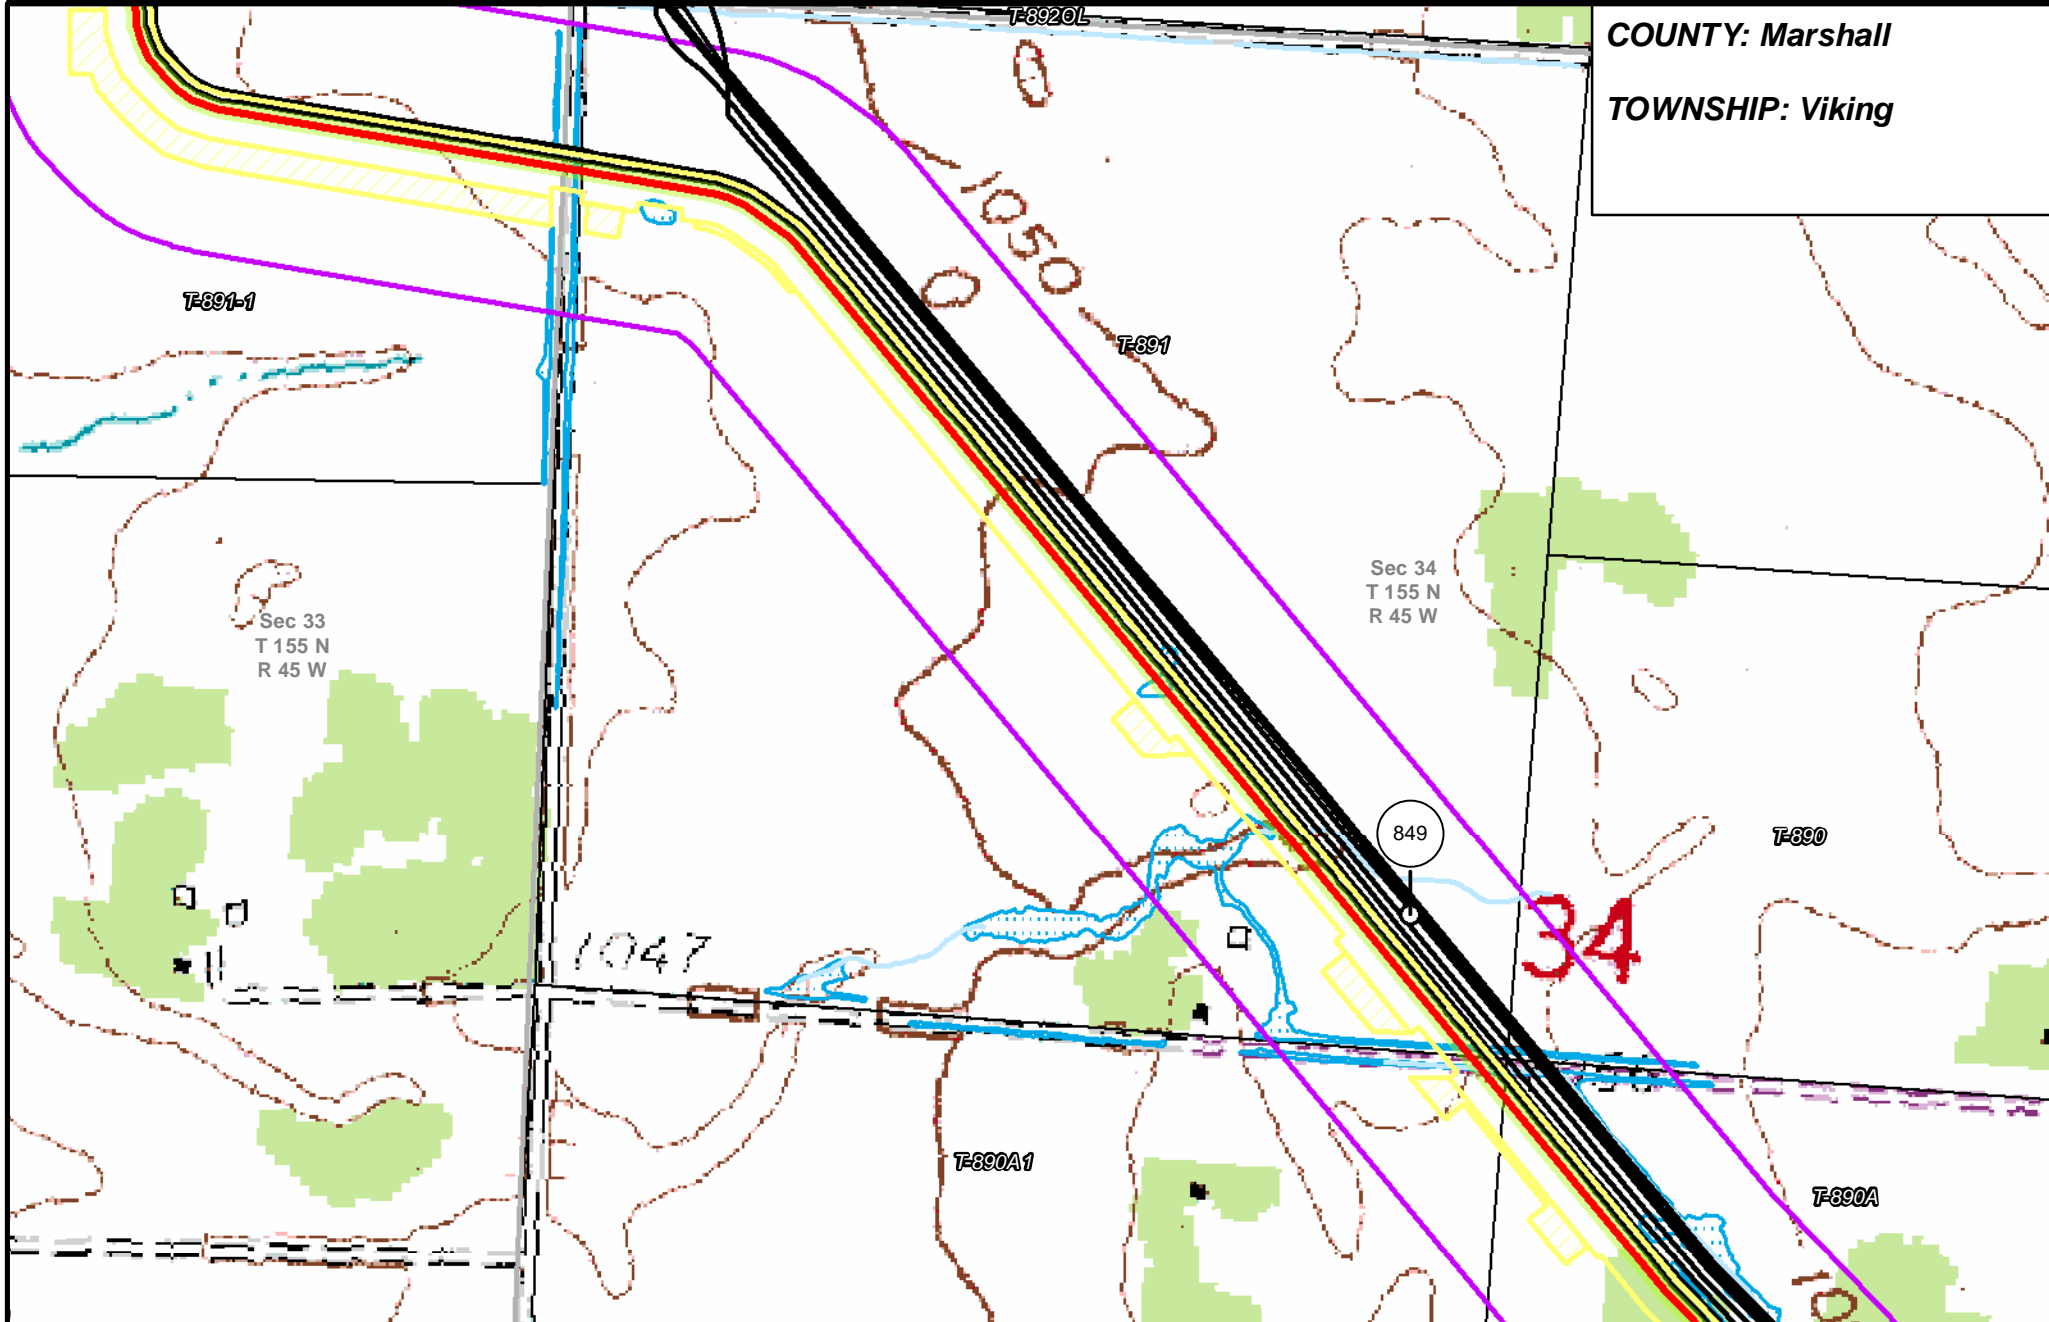 T-892OL
COUNTY: Marshall
TOWNSHIP: Viking
1050
T-891-1
T-891
Sec 34
T 155 N
R 45 W
Sec 33
T 155 N
R 45 W
849
T-890
34
1047
T-890A1
T-890A
10